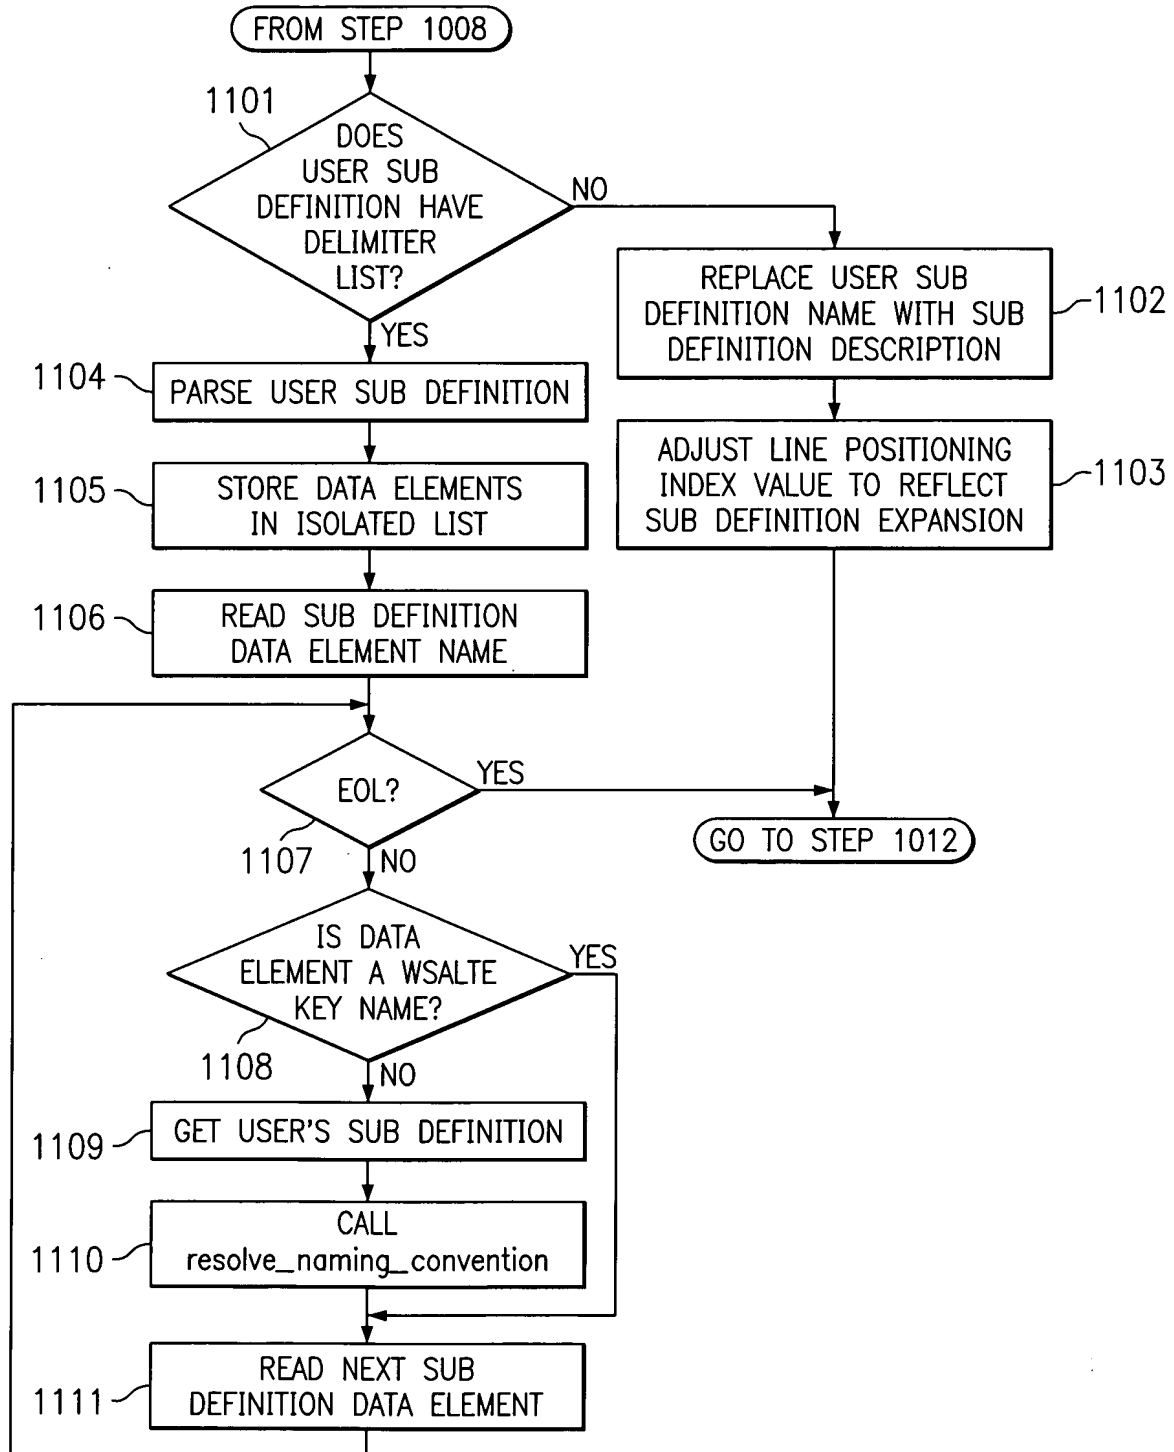 FROM STEP 1008
1101
DOES
USER SUB
DEFINITION HAVE
DELIMITER
LIST?
NO
YES
REPLACE USER SUB
DEFINITION NAME WITH SUB
DEFINITION DESCRIPTION
1102
1104
PARSE USER SUB DEFINITION
ADJUST LINE POSITIONING
INDEX VALUE TO REFLECT
SUB DEFINITION EXPANSION
1103
1105
STORE DATA ELEMENTS
IN ISOLATED LIST
1106
READ SUB DEFINITION
DATA ELEMENT NAME
EOL?
YES
1107
NO
GO TO STEP 1012
IS DATA
ELEMENT A WSALTE
KEY NAME?
YES
1108
NO
1109
GET USER'S SUB DEFINITION
1110
CALL
resolve_naming_convention
1111
READ NEXT SUB
DEFINITION DATA ELEMENT